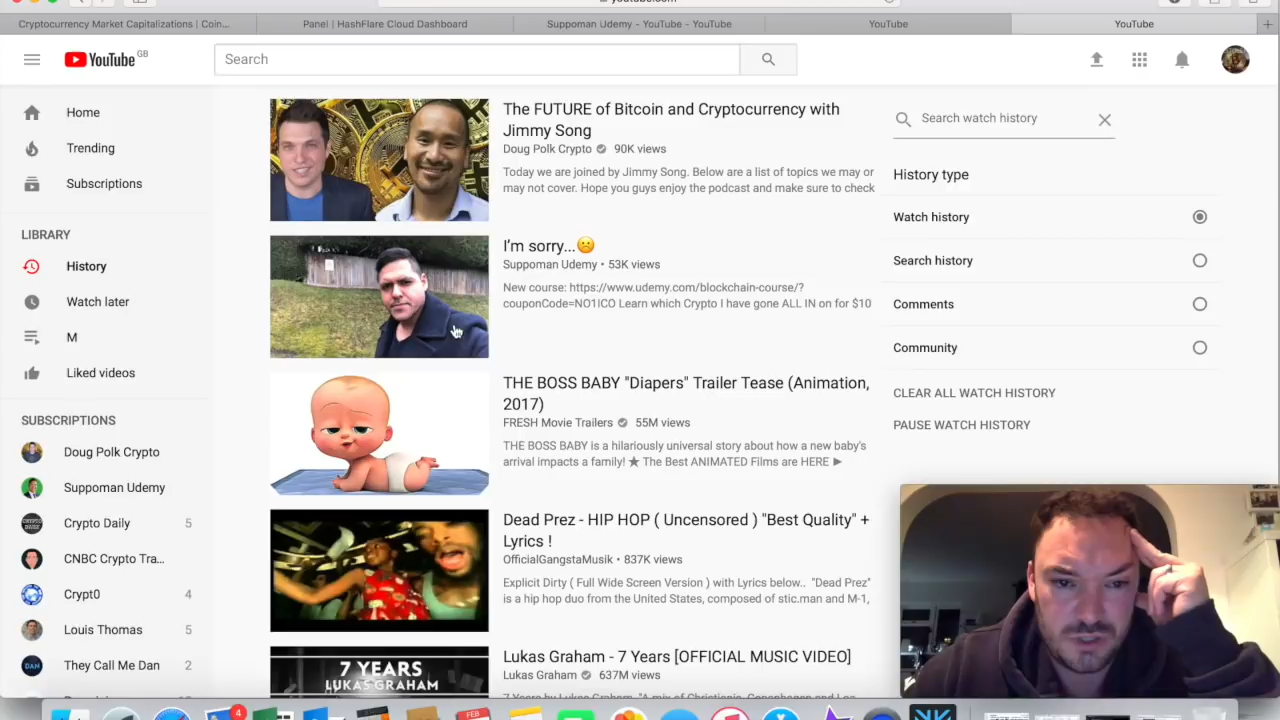 youtube.com
Cryptocurrency Market Capitalizations | Coin...
Panel | HashFlare Cloud Dashboard
Suppoman Udemy - YouTube - YouTube
YouTube
YouTube
YouTube GB
Search
Home
Trending
Subscriptions
LIBRARY
History
Watch later
M
Liked videos
SUBSCRIPTIONS
Doug Polk Crypto
Suppoman Udemy
Crypto Daily 5
CNBC Crypto Tra...
Crypt0 4
Louis Thomas 5
They Call Me Dan 2
The FUTURE of Bitcoin and Cryptocurrency with
Jimmy Song
Doug Polk Crypto 90K views
Today we are joined by Jimmy Song. Below are a list of topics we may or
may not cover. Hope you guys enjoy the podcast and make sure to check
I'm sorry...☹️
Suppoman Udemy • 53K views
New course: https://www.udemy.com/blockchain-course/?
couponCode=NO1ICO Learn which Crypto I have gone ALL IN on for $10
THE BOSS BABY "Diapers" Trailer Tease (Animation,
2017)
FRESH Movie Trailers 55M views
THE BOSS BABY is a hilariously universal story about how a new baby's
arrival impacts a family! ★ The Best ANIMATED Films are HERE ►
Dead Prez - HIP HOP ( Uncensored ) "Best Quality" +
Lyrics !
OfficialGangstaMusik • 837K views
Explicit Dirty ( Full Wide Screen Version ) with Lyrics below.. "Dead Prez"
is a hip hop duo from the United States, composed of stic.man and M-1,
7 YEARS
LUKAS GRAHAM
Lukas Graham - 7 Years [OFFICIAL MUSIC VIDEO]
Lukas Graham 637M views
Search watch history
History type
Watch history
Search history
Comments
Community
CLEAR ALL WATCH HISTORY
PAUSE WATCH HISTORY
CRYPTO
DAILY
DAN
4
FEB